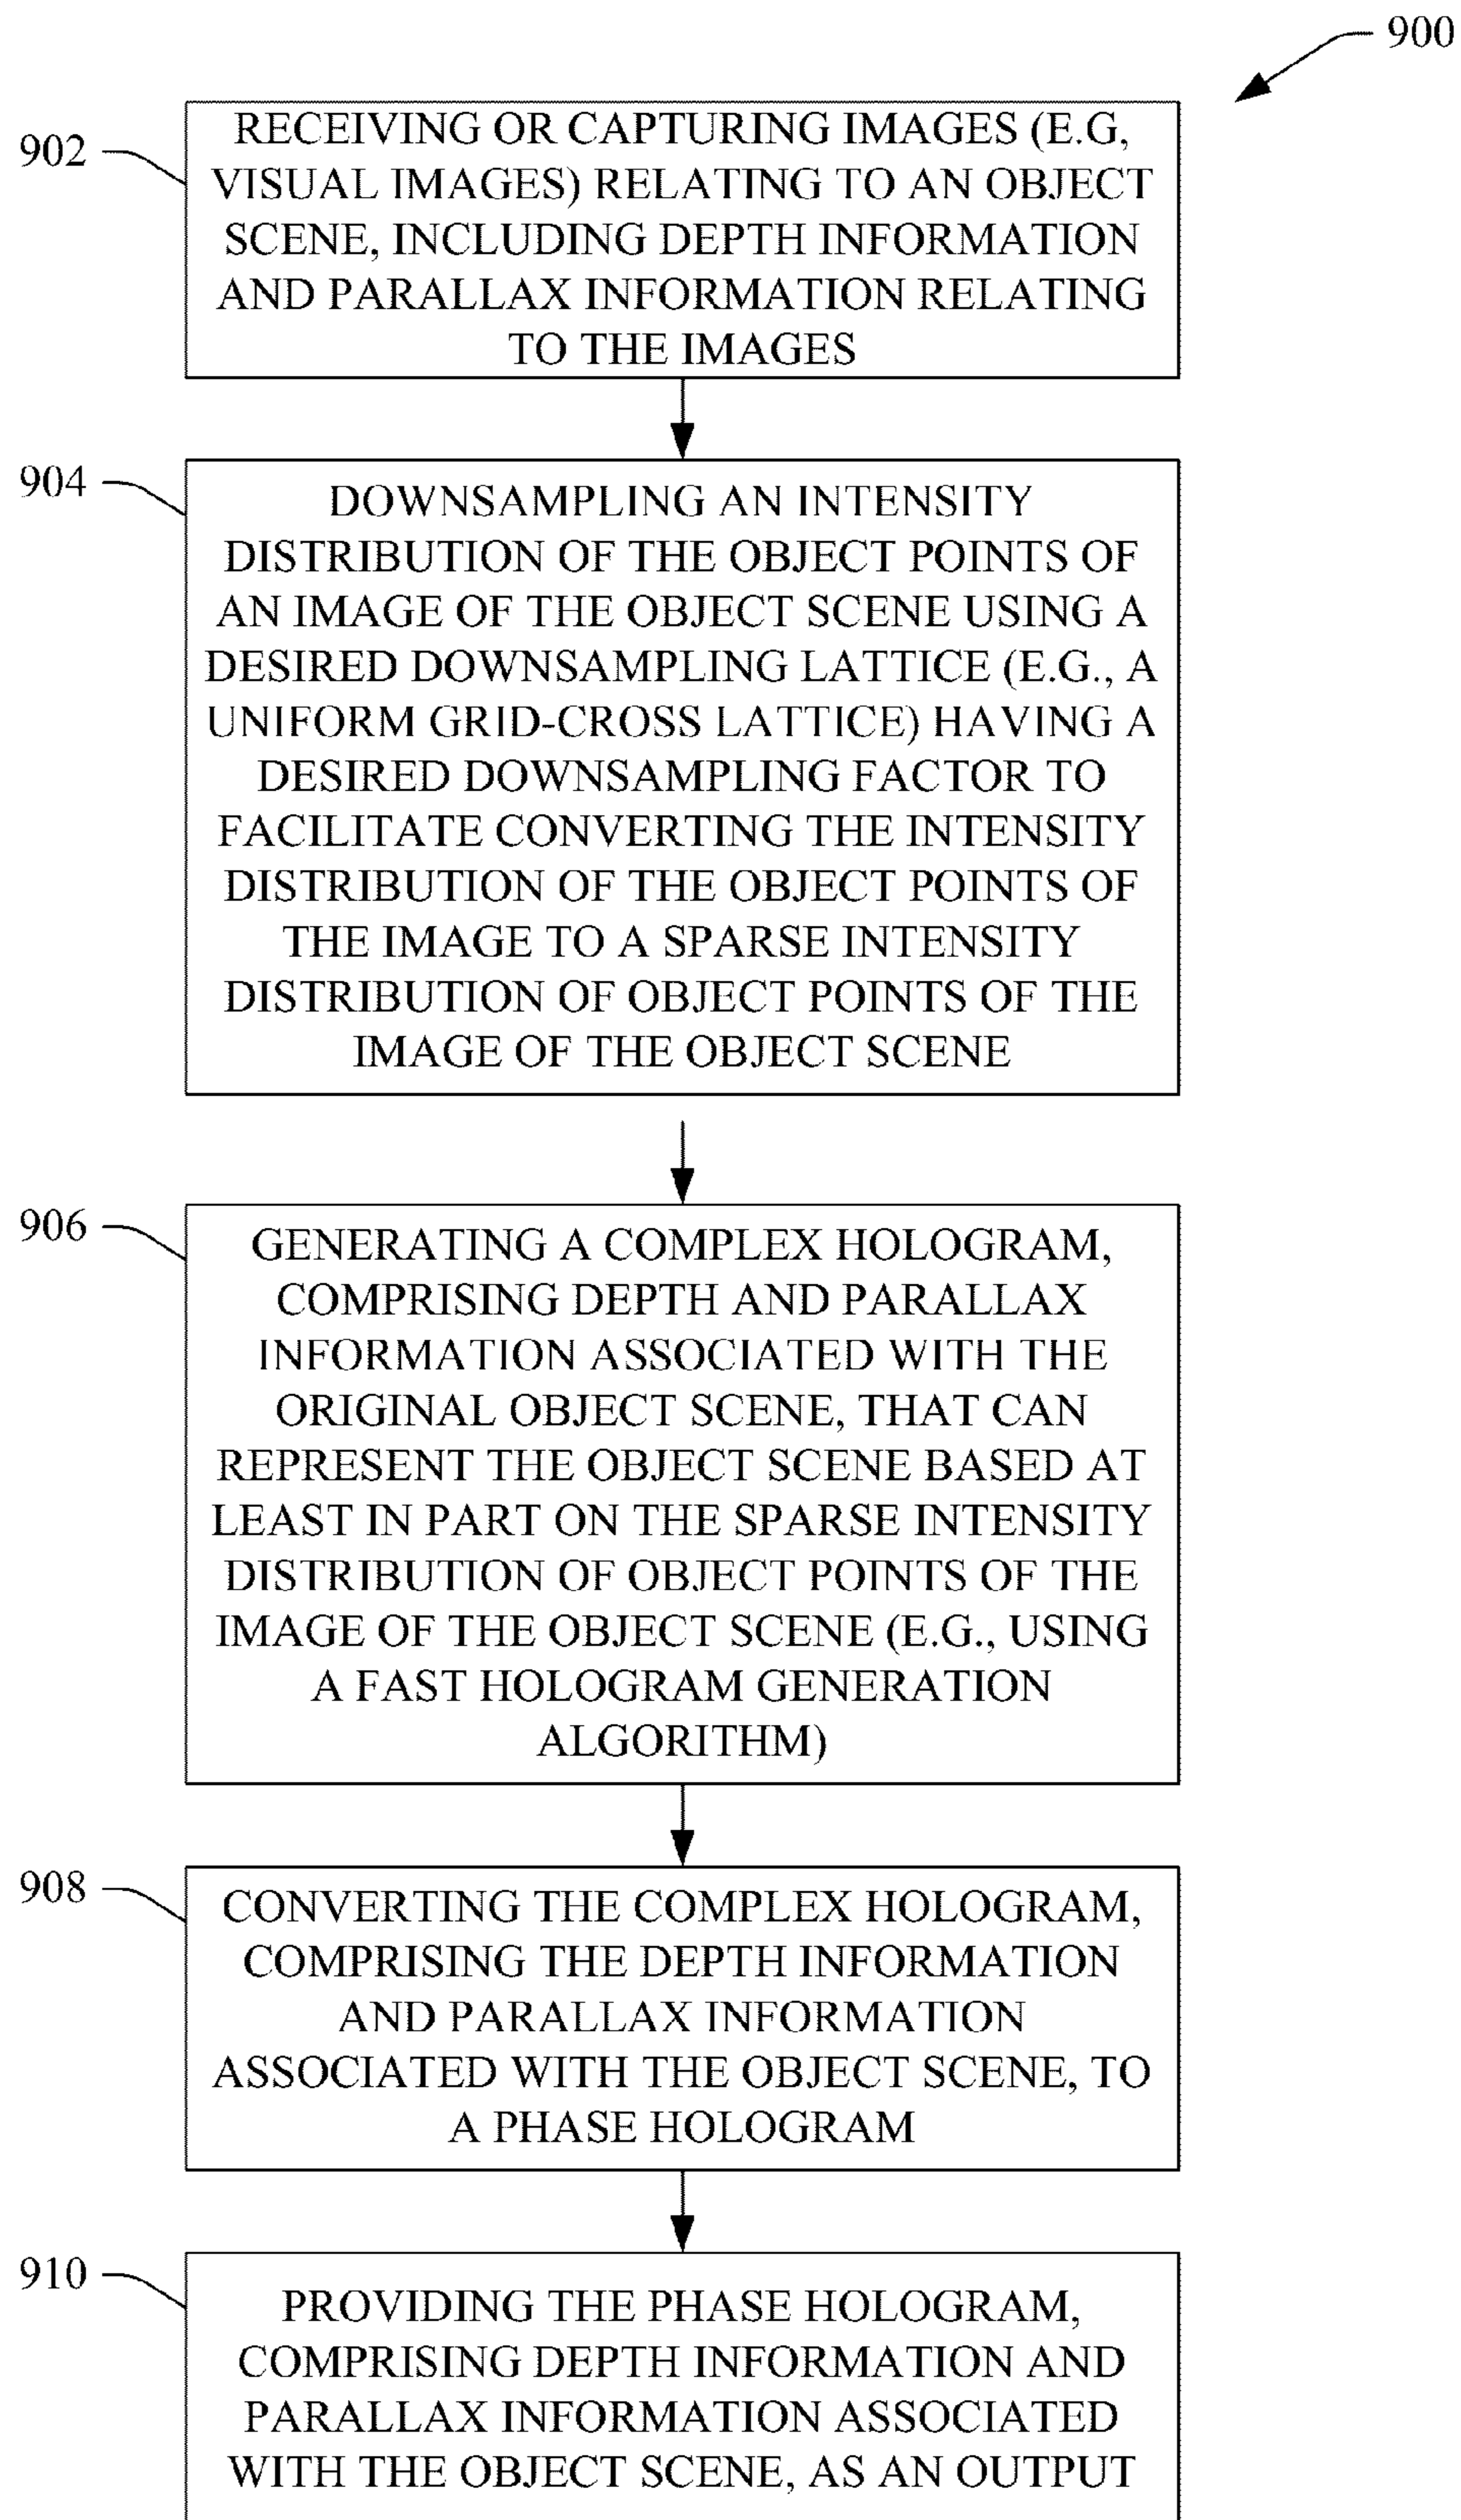 900
902
RECEIVING OR CAPTURING IMAGES (E.G,
VISUAL IMAGES) RELATING TO AN OBJECT
SCENE, INCLUDING DEPTH INFORMATION
AND PARALLAX INFORMATION RELATING
TO THE IMAGES
904
DOWNSAMPLING AN INTENSITY
DISTRIBUTION OF THE OBJECT POINTS OF
AN IMAGE OF THE OBJECT SCENE USING A
DESIRED DOWNSAMPLING LATTICE (E.G., A
UNIFORM GRID-CROSS LATTICE) HAVING A
DESIRED DOWNSAMPLING FACTOR TO
FACILITATE CONVERTING THE INTENSITY
DISTRIBUTION OF THE OBJECT POINTS OF
THE IMAGE TO A SPARSE INTENSITY
DISTRIBUTION OF OBJECT POINTS OF THE
IMAGE OF THE OBJECT SCENE
906
GENERATING A COMPLEX HOLOGRAM,
COMPRISING DEPTH AND PARALLAX
INFORMATION ASSOCIATED WITH THE
ORIGINAL OBJECT SCENE, THAT CAN
REPRESENT THE OBJECT SCENE BASED AT
LEAST IN PART ON THE SPARSE INTENSITY
DISTRIBUTION OF OBJECT POINTS OF THE
IMAGE OF THE OBJECT SCENE (E.G., USING
A FAST HOLOGRAM GENERATION
ALGORITHM)
908
CONVERTING THE COMPLEX HOLOGRAM,
COMPRISING THE DEPTH INFORMATION
AND PARALLAX INFORMATION
ASSOCIATED WITH THE OBJECT SCENE, TO
A PHASE HOLOGRAM
910
PROVIDING THE PHASE HOLOGRAM,
COMPRISING DEPTH INFORMATION AND
PARALLAX INFORMATION ASSOCIATED
WITH THE OBJECT SCENE, AS AN OUTPUT